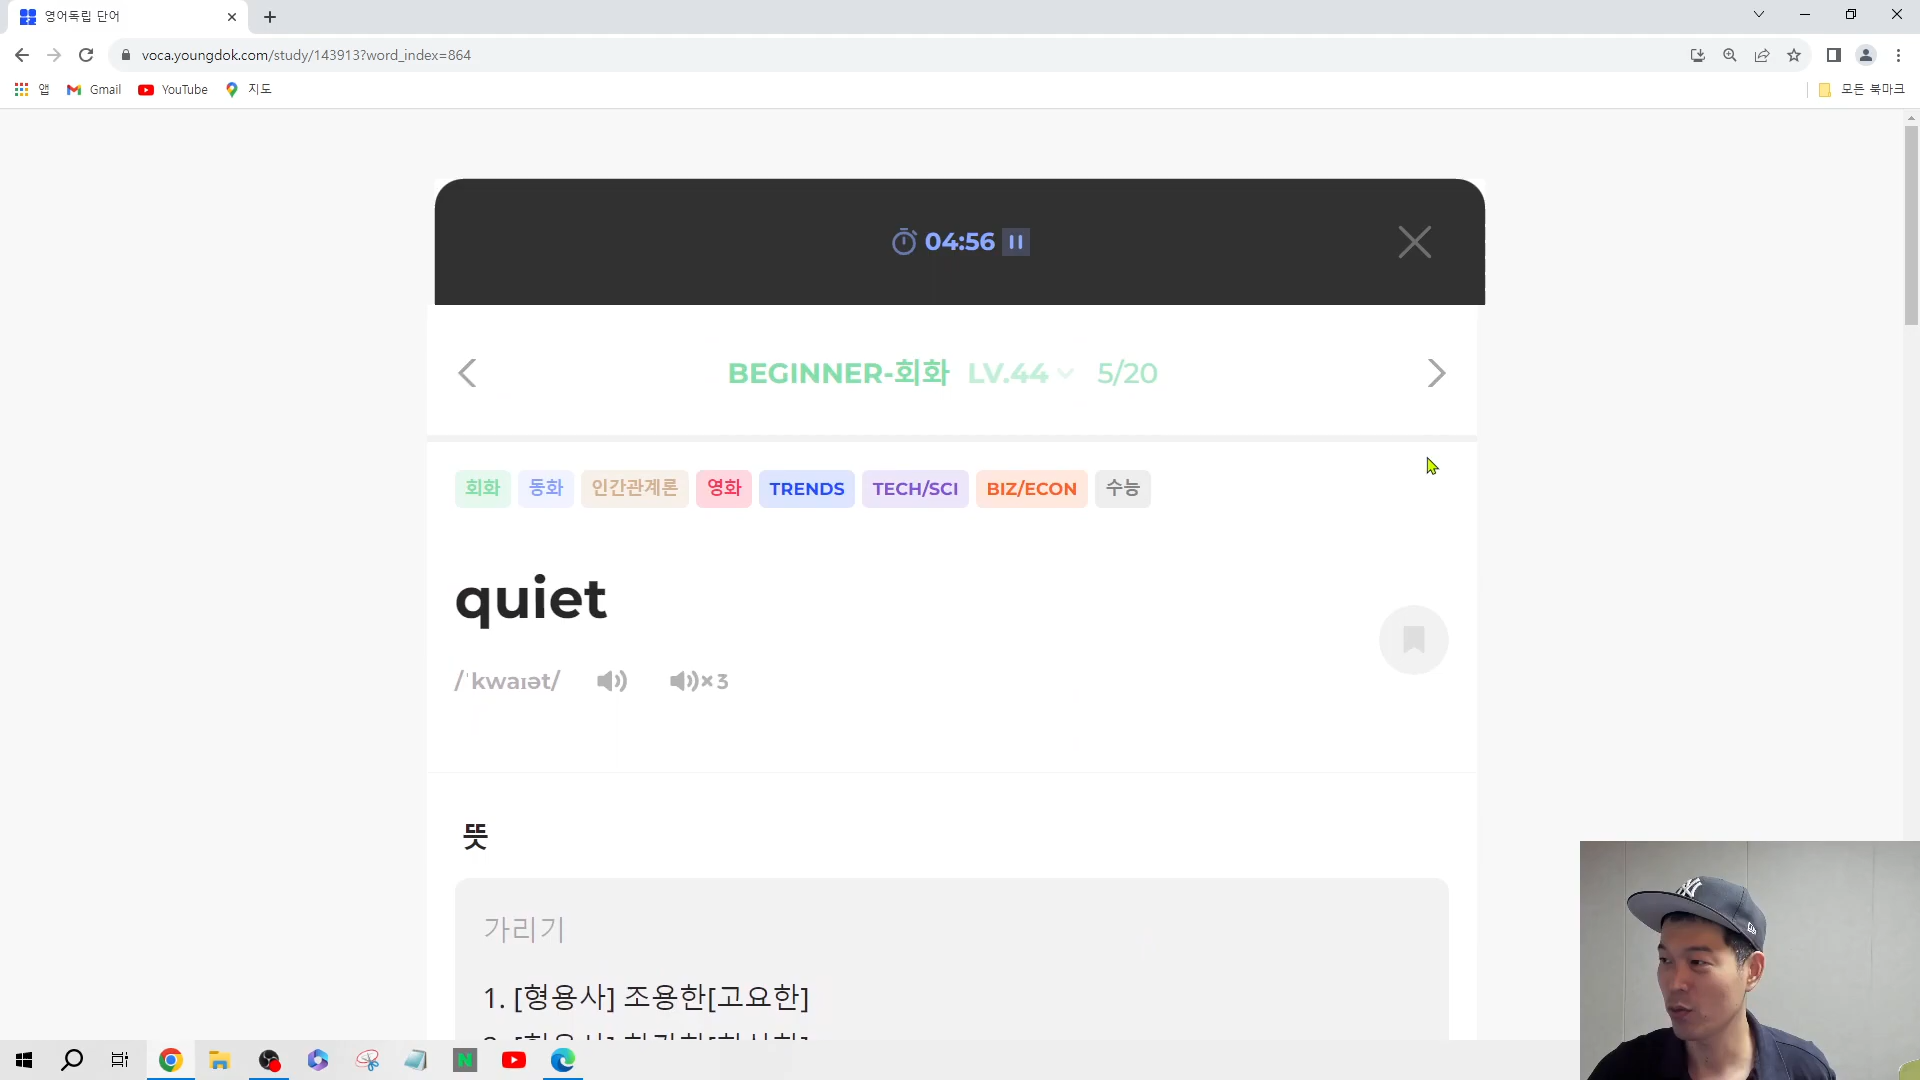 영어독립 단어
voca.youngdok.com/study/143913?word_index=864
앱 Gmail YouTube 지도 모든 북마크
04:56
BEGINNER-회화 LV.44 5/20
회화 동화 인간관계론 영화 TRENDS TECH/SCI BIZ/ECON 수능
quiet
/ˈkwaɪət/ ×3
뜻
가리기
1. [형용사] 조용한[고요한]